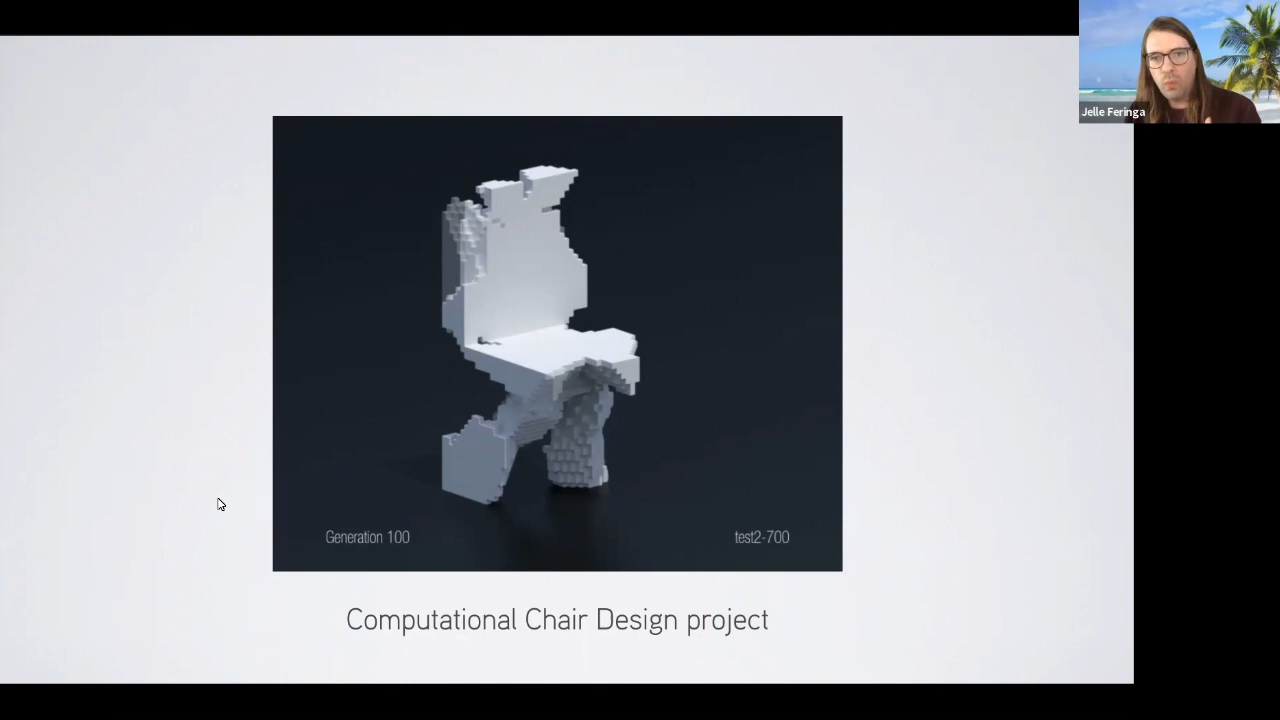 Jelle Feringa
Generation 100
test2-700
Computational Chair Design project